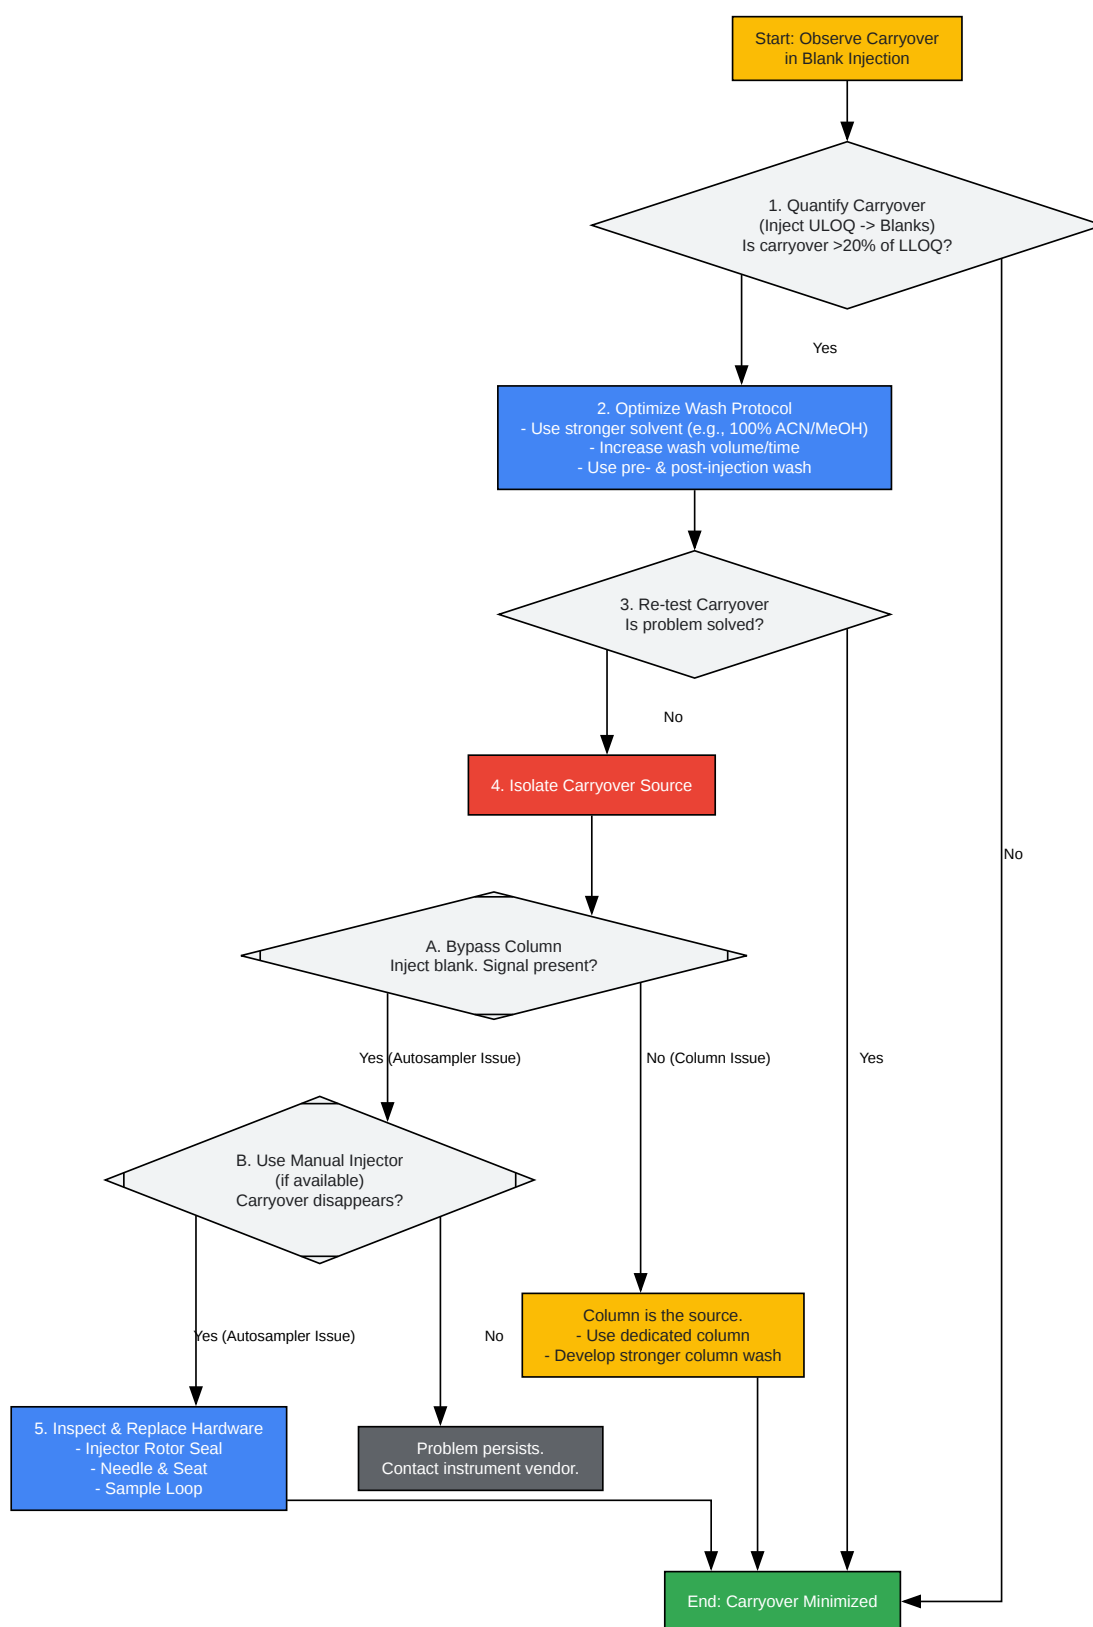 Start: Observe Carryover
in Blank Injection
1. Quantify Carryover
(Inject ULOQ -> Blanks)
Is carryover >20% of LLOQ?
Yes
2. Optimize Wash Protocol
- Use stronger solvent (e.g., 100% ACN/MeOH)
- Increase wash volume/time
- Use pre- & post-injection wash
3. Re-test Carryover
Is problem solved?
No
4. Isolate Carryover Source
No
A. Bypass Column
Inject blank. Signal present?
Yes (Autosampler Issue)
No (Column Issue)
Yes
B. Use Manual Injector
(if available)
Carryover disappears?
Yes (Autosampler Issue)
No
Column is the source.
- Use dedicated column
- Develop stronger column wash
5. Inspect & Replace Hardware
- Injector Rotor Seal
- Needle & Seat
- Sample Loop
Problem persists.
Contact instrument vendor.
End: Carryover Minimized